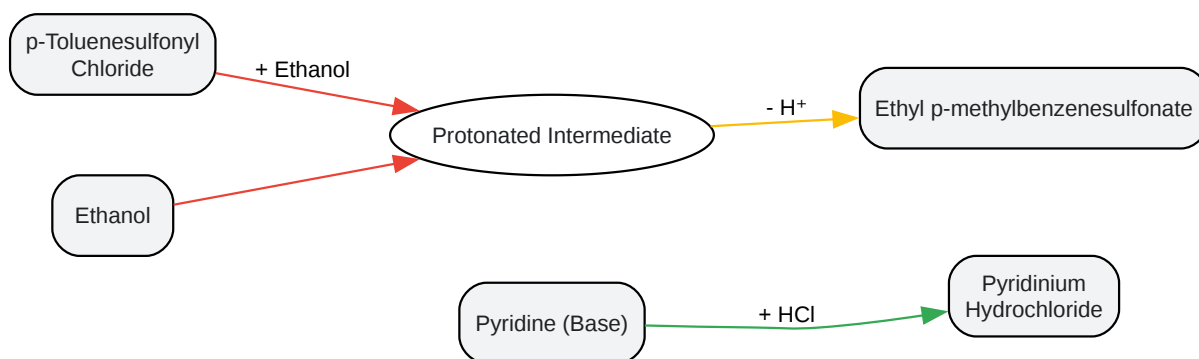 p-Toluenesulfonyl
Chloride
+ Ethanol
Protonated Intermediate
- H⁺
Ethyl p-methylbenzenesulfonate
Ethanol
Pyridine (Base)
+ HCl
Pyridinium
Hydrochloride